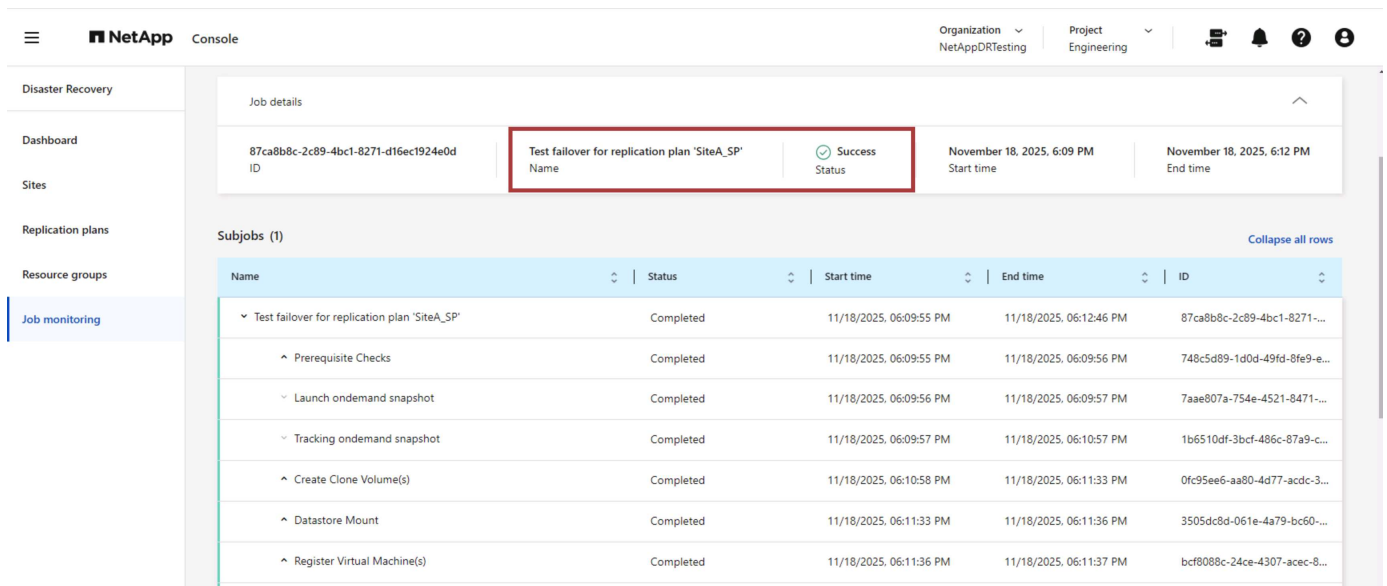 NetApp Console
Organization
NetAppDRTesting
Project
Engineering
Disaster Recovery
Dashboard
Sites
Replication plans
Resource groups
Job monitoring
Job details
87ca8b8c-2c89-4bc1-8271-d16ec1924e0d
ID
Test failover for replication plan 'SiteA_SP'
Name
Success
Status
November 18, 2025, 6:09 PM
Start time
November 18, 2025, 6:12 PM
End time
Subjobs (1)
Collapse all rows
Name Status Start time End time ID
Test failover for replication plan 'SiteA_SP' Completed 11/18/2025, 06:09:55 PM 11/18/2025, 06:12:46 PM 87ca8b8c-2c89-4bc1-8271-...
Prerequisite Checks Completed 11/18/2025, 06:09:55 PM 11/18/2025, 06:09:56 PM 748c5d89-1d0d-49fd-8fe9-e...
Launch ondemand snapshot Completed 11/18/2025, 06:09:56 PM 11/18/2025, 06:09:57 PM 7aae807a-754e-4521-8471-...
Tracking ondemand snapshot Completed 11/18/2025, 06:09:57 PM 11/18/2025, 06:10:57 PM 1b6510df-3bcf-486c-87a9-c...
Create Clone Volume(s) Completed 11/18/2025, 06:10:58 PM 11/18/2025, 06:11:33 PM 0fc95ee6-aa80-4d77-acdc-3...
Datastore Mount Completed 11/18/2025, 06:11:33 PM 11/18/2025, 06:11:36 PM 3505dc8d-061e-4a79-bc60-...
Register Virtual Machine(s) Completed 11/18/2025, 06:11:36 PM 11/18/2025, 06:11:37 PM bcf8088c-24ce-4307-acec-8...